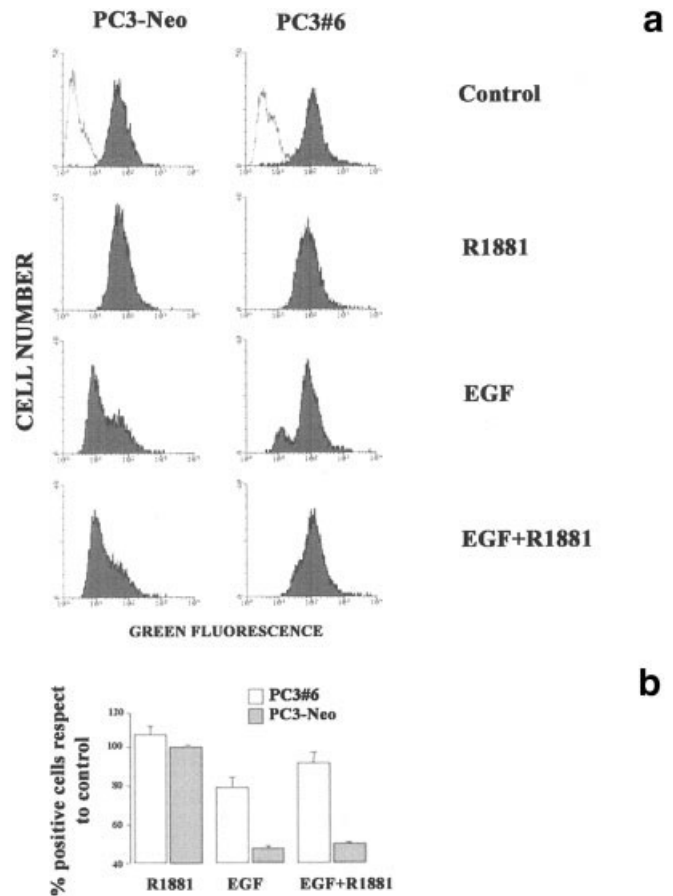 PC3-Neo PC3#6 a
Control
R1881
EGF
EGF+R1881
CELL NUMBER
GREEN FLUORESCENCE
b
% positive cells respect
to control
PC3#6
PC3-Neo
100
80
60
40
R1881 EGF EGF+R1881